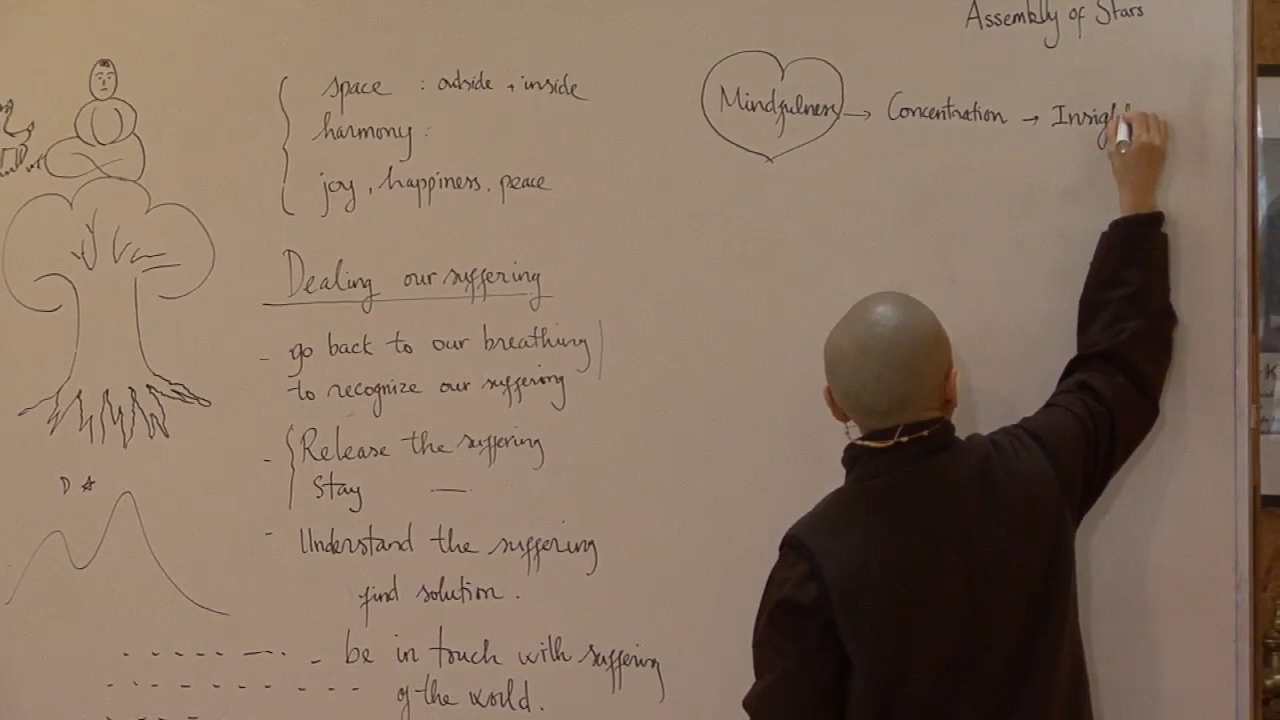 Assembly of Stars
space : outside + inside
harmony :
joy, happiness, peace
Mindfulness → Concentration → Insigh
Dealing our suffering
- go back to our breathing
to recognize our suffering
- Release the suffering
Stay —
- Understand the suffering
find solution.
- be in touch with suffering
of the world.